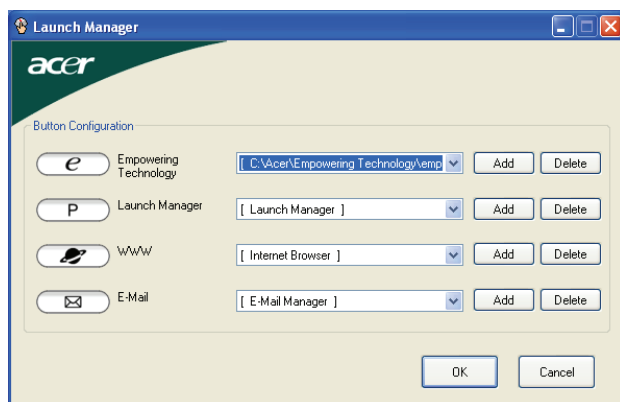 Launch Manager
acer
Button Configuration
e Empowering Technology [ C:\Acer\Empowering Technology\emp Add Delete
P Launch Manager [ Launch Manager ] Add Delete
WWW [ Internet Browser ] Add Delete
E-Mail [ E-Mail Manager ] Add Delete
OK Cancel